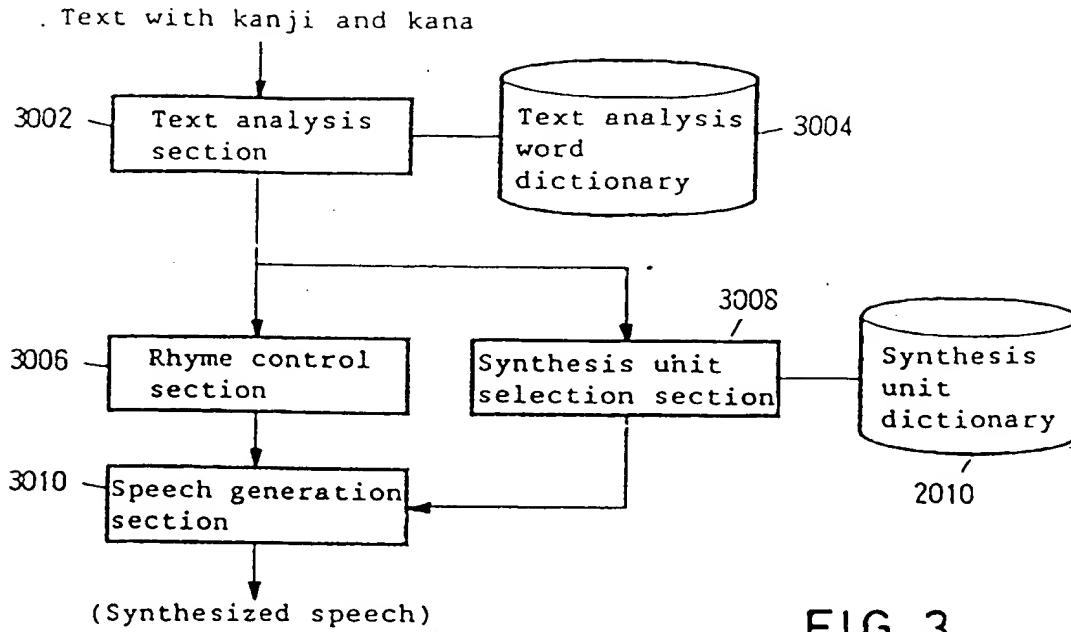 Text with kanji and kana
3002
Text analysis
section
Text analysis
word
dictionary
3004
3006
Rhyme control
section
3008
Synthesis unit
selection section
Synthesis
unit
dictionary
2010
3010
Speech generation
section
(Synthesized speech)
FIG. 3